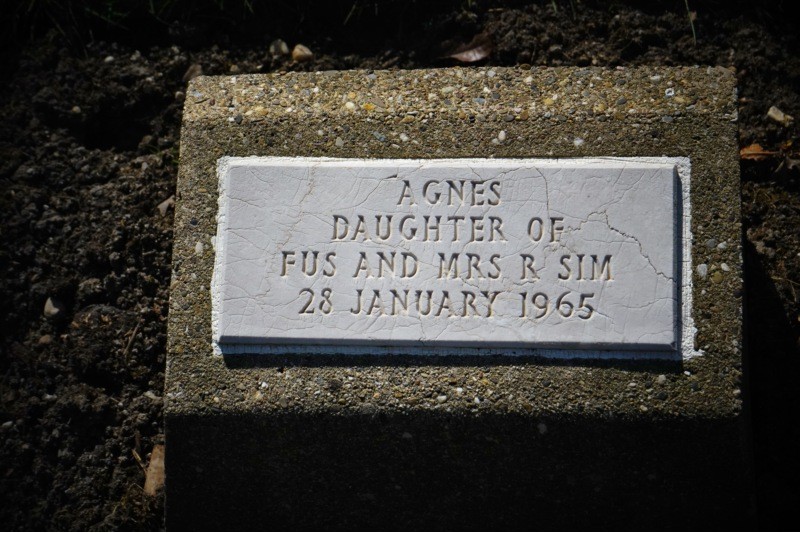 AGNES
DAUGHTER OF
FUS AND MRS R SIM
28 JANUARY 1965